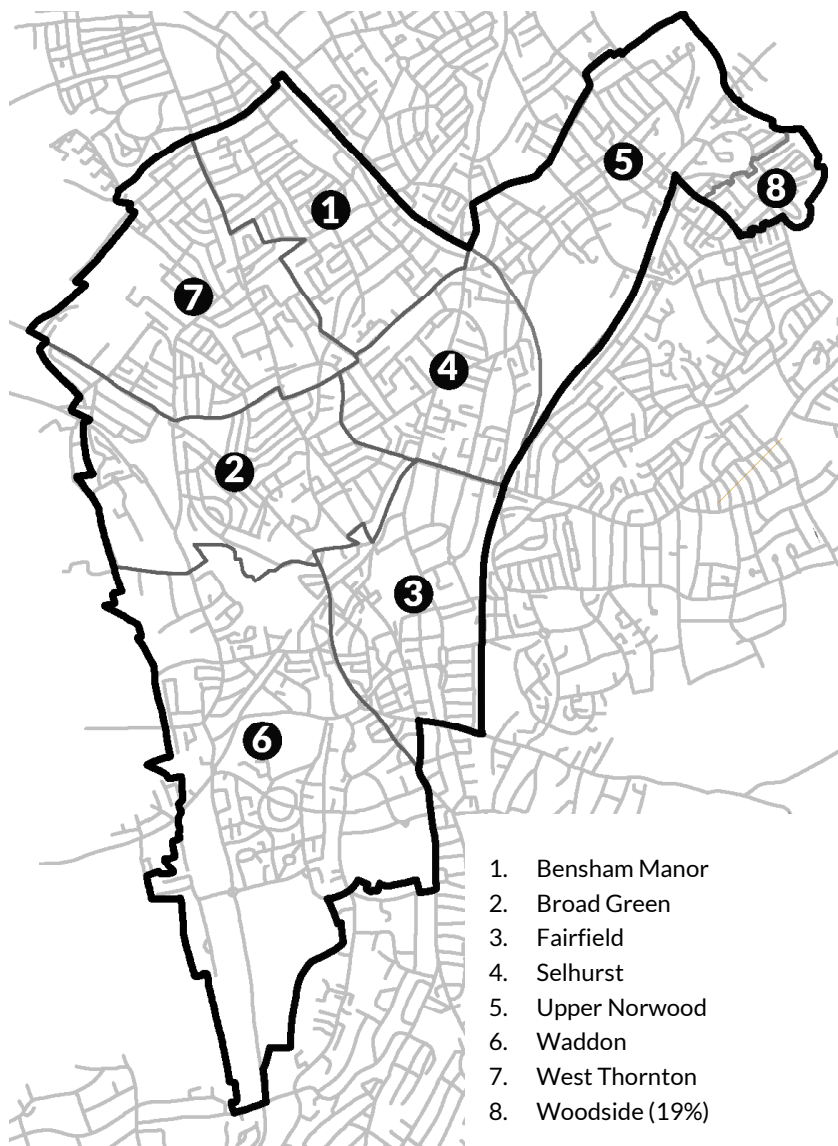 5
8
1
7
4
2
3
6
1. Bensham Manor
2. Broad Green
3. Fairfield
4. Selhurst
5. Upper Norwood
6. Waddon
7. West Thornton
8. Woodside (19%)